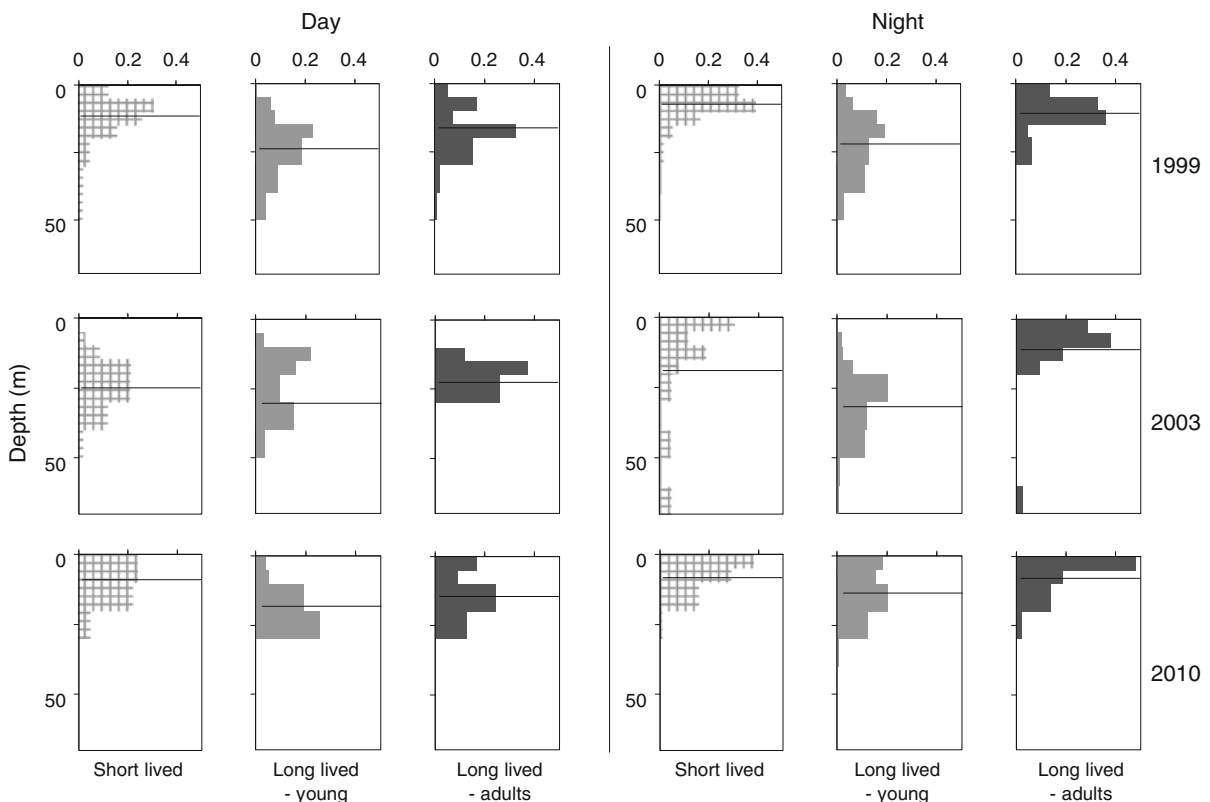 Day Night
0 0.2 0.4 0 0.2 0.4 0 0.2 0.4 0 0.2 0.4 0 0.2 0.4 0 0.2 0.4
0
50
1999
0
50
2003
Depth (m)
0
50
2010
Short lived
Long lived
- young
Long lived
- adults
Short lived
Long lived
- young
Long lived
- adults